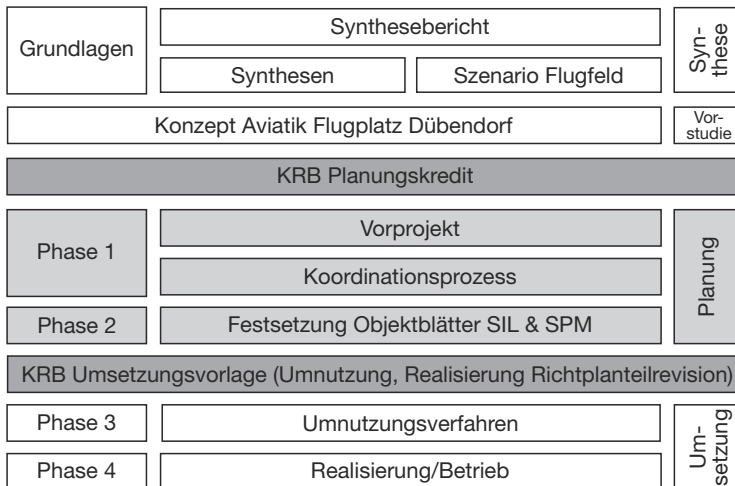 Grundlagen
Synthesebericht
Synthesen
Szenario Flugfeld
Syn-
these
Konzept Aviatik Flugplatz Dübendorf
Vor-
studie
KRB Planungskredit
Phase 1
Vorprojekt
Koordinationsprozess
Planung
Phase 2
Festsetzung Objektblätter SIL & SPM
KRB Umsetzungsvorlage (Umnutzung, Realisierung Richtplanteilrevision)
Phase 3
Umnutzungsverfahren
Um-
setzung
Phase 4
Realisierung/Betrieb